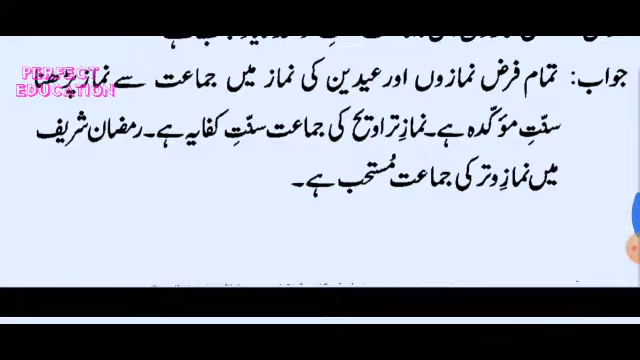 PERFECT
EDUCATION
جواب: تمام فرض نمازوں اور عیدین کی نماز میں جماعت سے نماز پڑھنا
سنّتِ مؤکّدہ ہے۔ نمازِ تراویح کی جماعت سنّتِ کفایہ ہے۔ رمضان شریف
میں نمازِ وتر کی جماعت مُستحب ہے۔